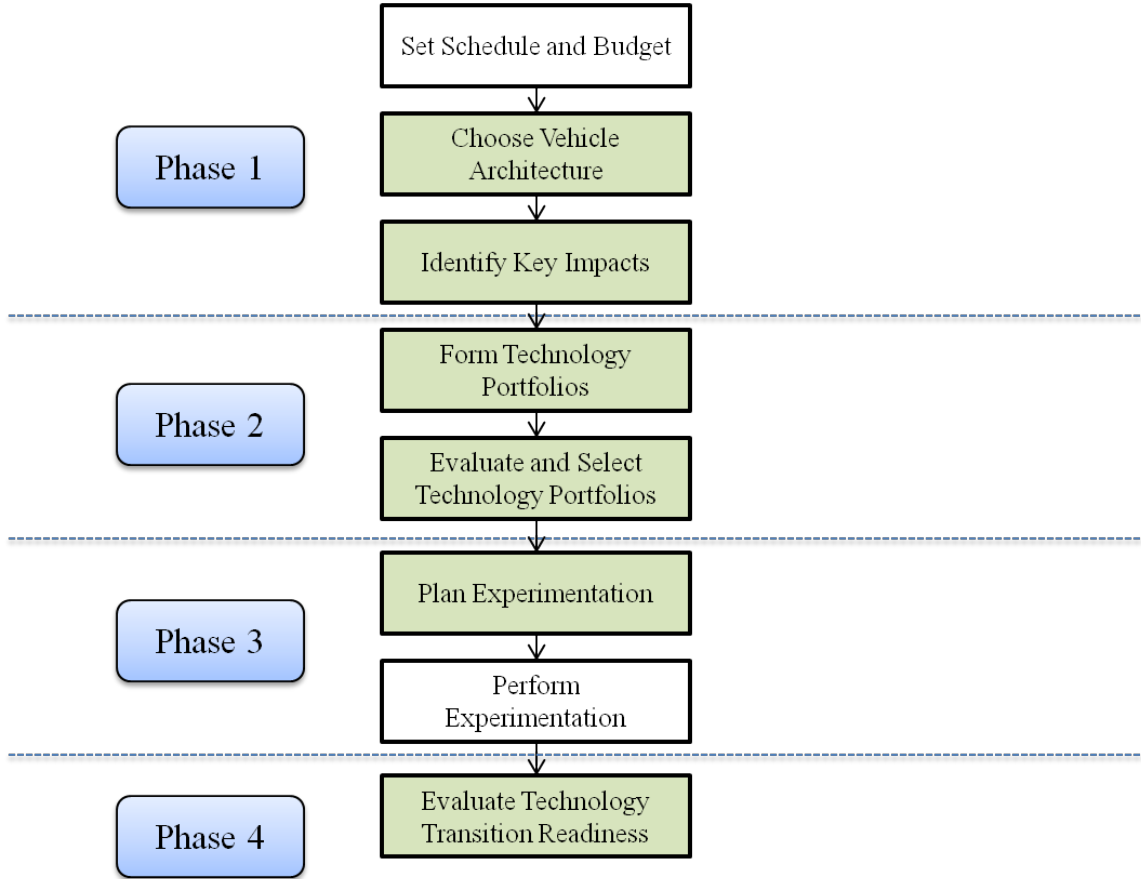 Set Schedule and Budget
Phase 1
Choose Vehicle
Architecture
Identify Key Impacts
Phase 2
Form Technology
Portfolios
Evaluate and Select
Technology Portfolios
Phase 3
Plan Experimentation
Perform
Experimentation
Phase 4
Evaluate Technology
Transition Readiness